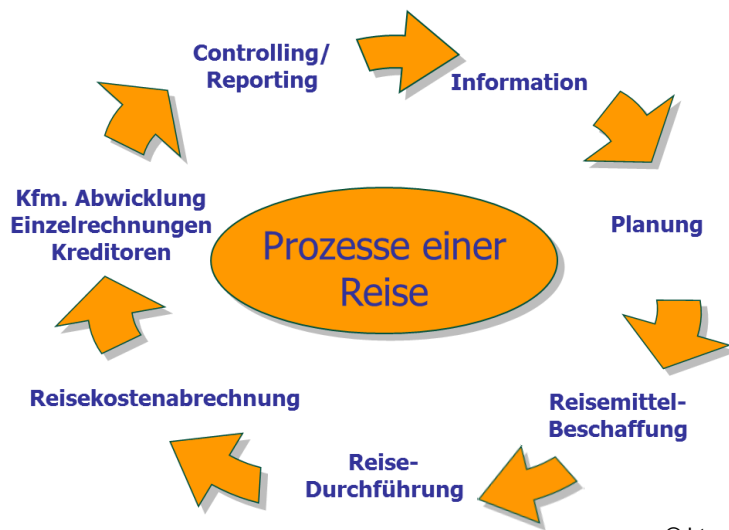 Controlling/
Reporting
Information
Kfm. Abwicklung
Einzelrechnungen
Kreditoren
Planung
Prozesse einer
Reise
Reisekostenabrechnung
Reisemittel-
Beschaffung
Reise-
Durchführung